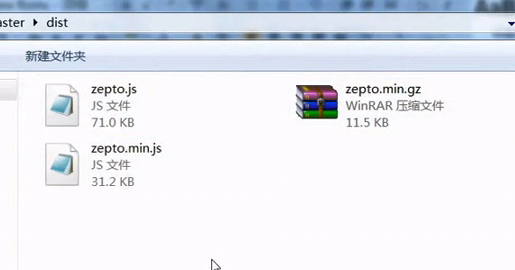 aster ▸ dist
新建文件夹
zepto.js
JS 文件
71.0 KB
zepto.min.gz
WinRAR 压缩文件
11.5 KB
zepto.min.js
JS 文件
31.2 KB